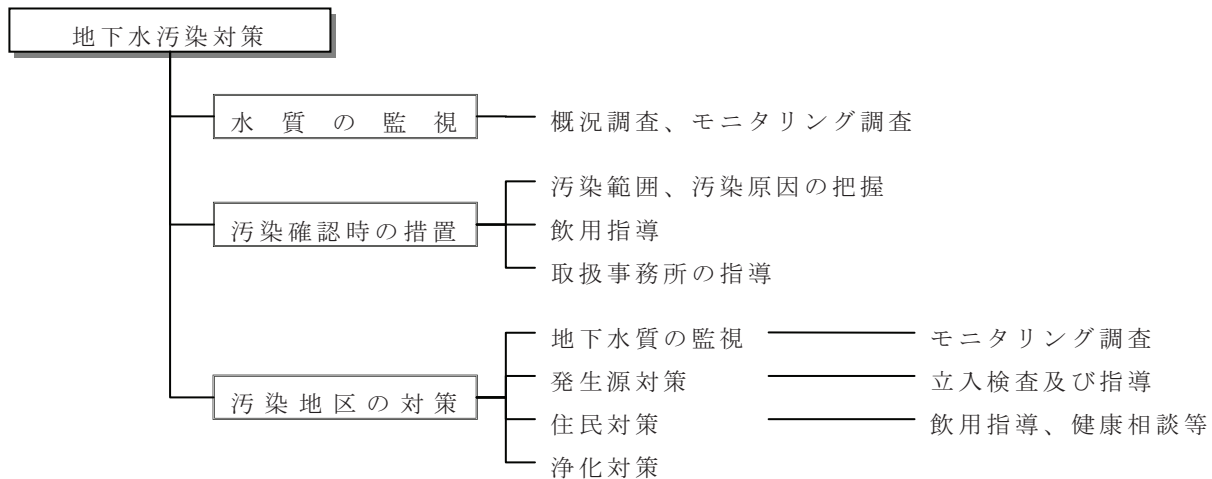 地下水汚染対策
水質の監視 概況調査、モニタリング調査
汚染範囲、汚染原因の把握
汚染確認時の措置 飲用指導
取扱事務所の指導
地下水質の監視 モニタリング調査
発生源対策 立入検査及び指導
汚染地区の対策
住民対策 飲用指導、健康相談等
浄化対策